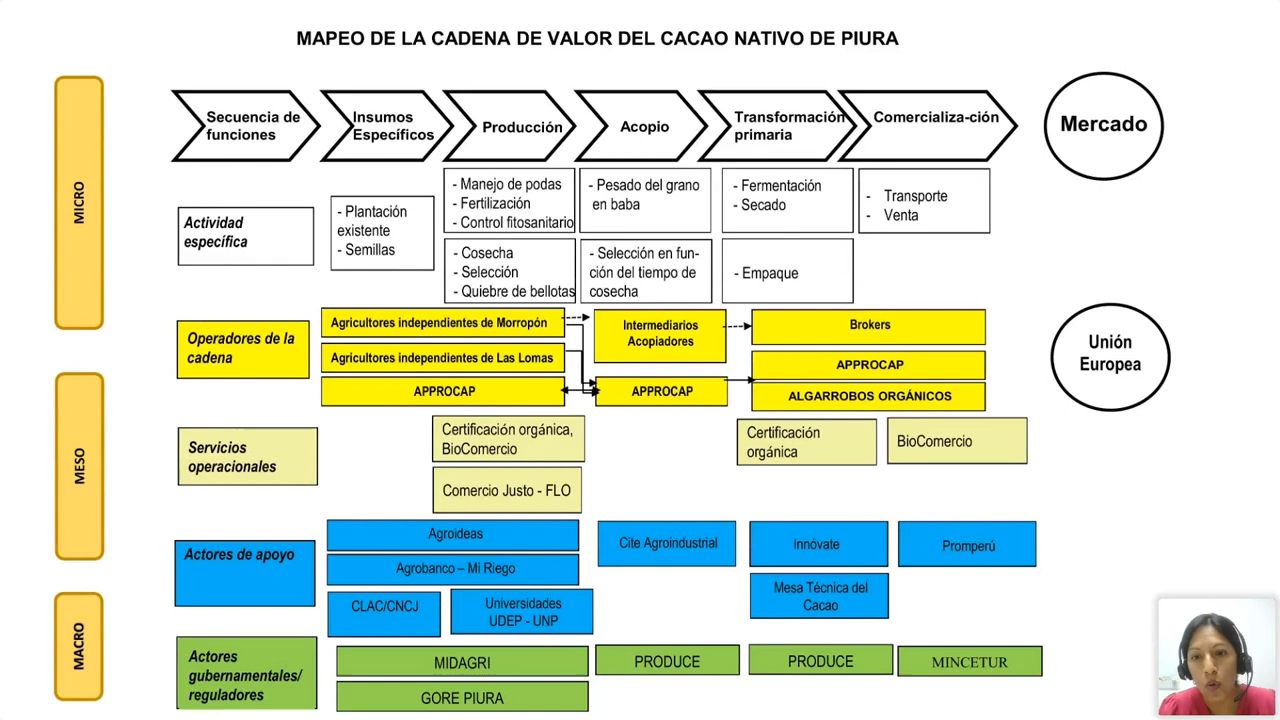 MAPEO DE LA CADENA DE VALOR DEL CACAO NATIVO DE PIURA
MICRO
Secuencia de
funciones
Insumos
Específicos
Producción
Acopio
Transformación
primaria
Comercializa-ción
Mercado
Actividad
específica
- Plantación
existente
- Semillas
- Manejo de podas
- Fertilización
- Control fitosanitario
- Cosecha
- Selección
- Quiebre de bellotas
- Pesado del grano
en baba
- Selección en fun-
ción del tiempo de
cosecha
- Fermentación
- Secado
- Empaque
- Transporte
- Venta
Operadores de la
cadena
Agricultores independientes de Morropón
Agricultores independientes de Las Lomas
APPROCAP
Intermediarios
Acopiadores
APPROCAP
Brokers
APPROCAP
ALGARROBOS ORGÁNICOS
Unión
Europea
MESO
Servicios
operacionales
Certificación orgánica,
BioComercio
Comercio Justo - FLO
Certificación
orgánica
BioComercio
Actores de apoyo
Agroideas
Agrobanco – Mi Riego
CLAC/CNCJ
Universidades
UDEP - UNP
Cite Agroindustrial
Innóvate
Mesa Técnica del
Cacao
Promperú
MACRO
Actores
gubernamentales/
reguladores
MIDAGRI
GORE PIURA
PRODUCE
PRODUCE
MINCETUR